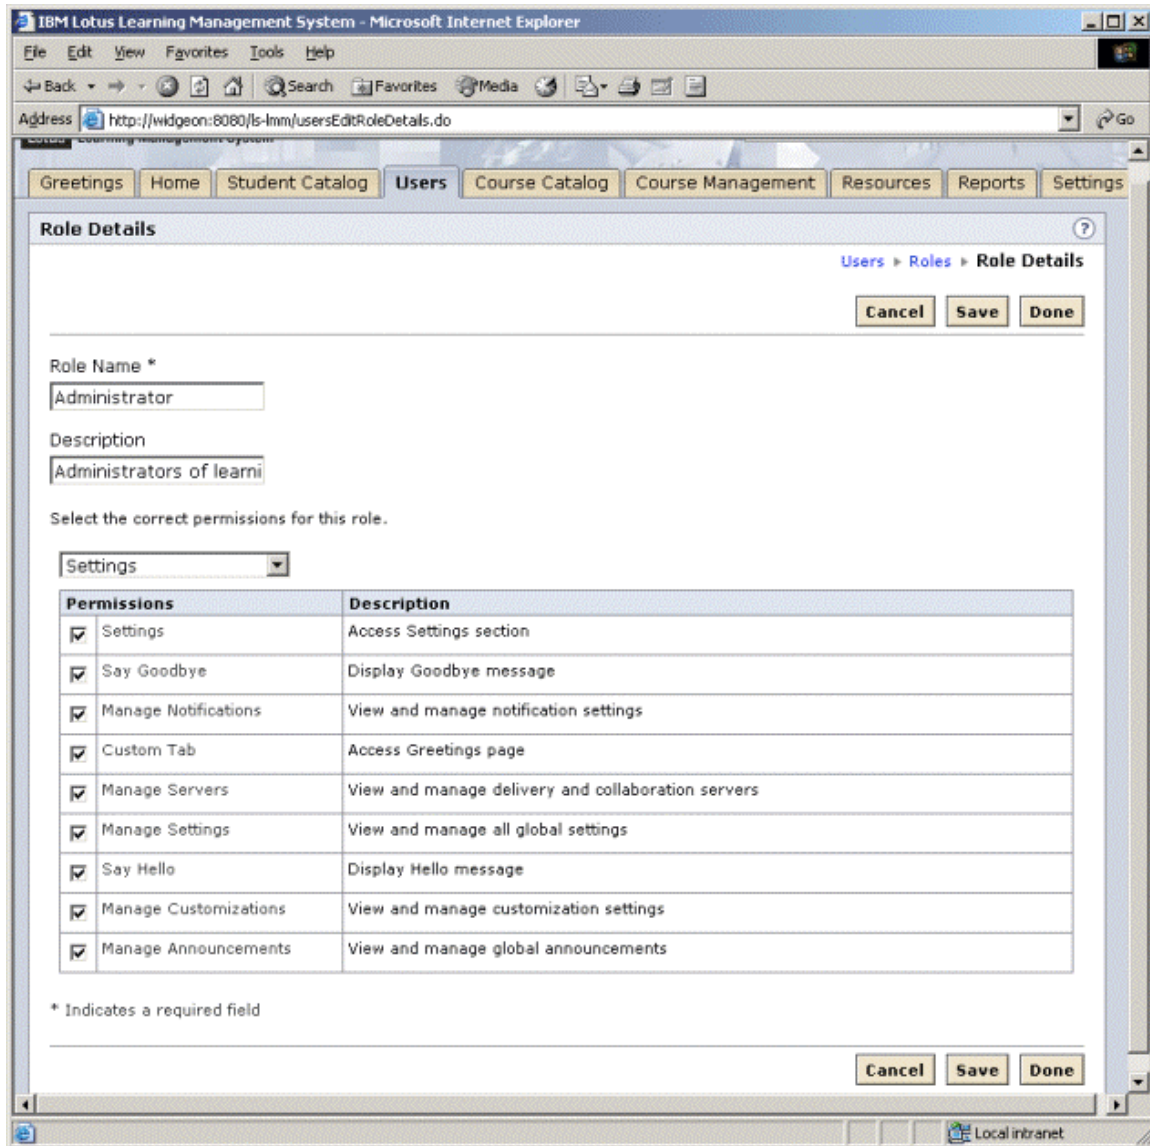 IBM Lotus Learning Management System - Microsoft Internet Explorer
File Edit View Favorites Tools Help
Back Search Favorites Media
Address http://widgeon:8080/ls-lmm/usersEditRoleDetails.do Go
Lotus Learning Management System
Greetings Home Student Catalog Users Course Catalog Course Management Resources Reports Settings
Role Details ?
Users Roles Role Details
Cancel Save Done
Role Name *
Administrator
Description
Administrators of learni
Select the correct permissions for this role.
Settings
Permissions Description
Settings Access Settings section
Say Goodbye Display Goodbye message
Manage Notifications View and manage notification settings
Custom Tab Access Greetings page
Manage Servers View and manage delivery and collaboration servers
Manage Settings View and manage all global settings
Say Hello Display Hello message
Manage Customizations View and manage customization settings
Manage Announcements View and manage global announcements
* Indicates a required field
Cancel Save Done
Local intranet